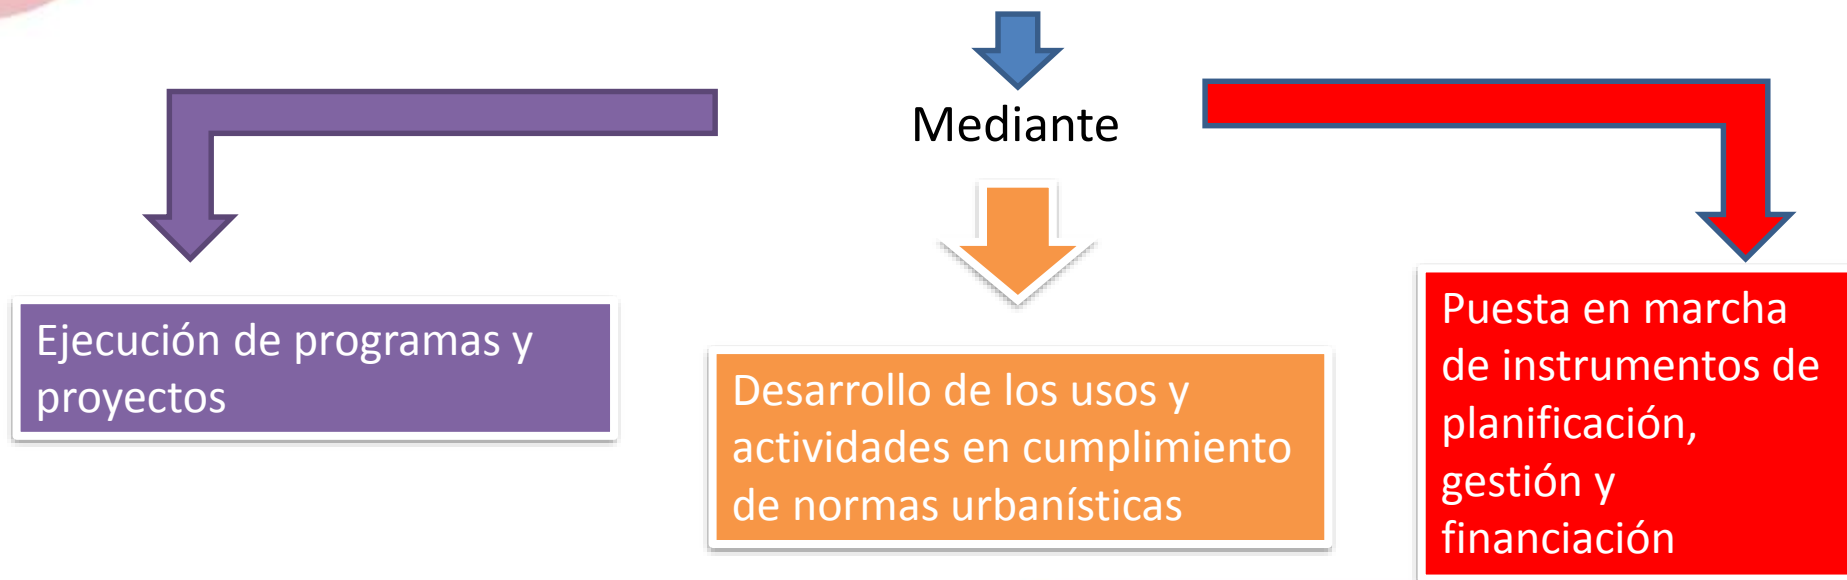 Mediante
Ejecución de programas y
proyectos
Desarrollo de los usos y
actividades en cumplimiento
de normas urbanísticas
Puesta en marcha
de instrumentos de
planificación,
gestión y
financiación